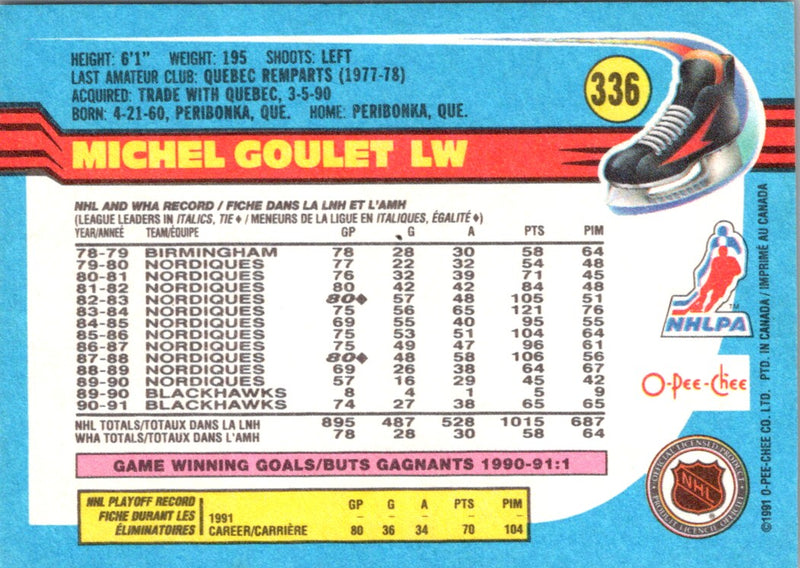 HEIGHT: 6'1" WEIGHT: 195 SHOOTS: LEFT
LAST AMATEUR CLUB: QUEBEC REMPARTS (1977-78)
ACQUIRED: TRADE WITH QUEBEC, 3-5-90
BORN: 4-21-60, PERIBONKA, QUE. HOME: PERIBONKA, QUE.
336
MICHEL GOULET LW
NHL AND WHA RECORD / FICHE DANS LA LNH ET L'AMH
(LEAGUE LEADERS IN ITALICS, TIE ♦ / MENEURS DE LA LIGUE EN ITALIQUES, ÉGALITÉ ♦)
YEAR/ANNEÉ TEAM/ÉQUIPE GP G A PTS PIM
78-79 BIRMINGHAM 78 28 30 58 64
79-80 NORDIQUES 77 22 32 54 48
80-81 NORDIQUES 76 32 39 71 45
81-82 NORDIQUES 80 42 42 84 48
82-83 NORDIQUES 80♦ 57 48 105 51
83-84 NORDIQUES 75 56 65 121 76
84-85 NORDIQUES 69 55 40 95 55
85-86 NORDIQUES 75 53 51 104 64
86-87 NORDIQUES 75 49 47 96 61
87-88 NORDIQUES 80♦ 48 58 106 56
88-89 NORDIQUES 69 26 38 64 67
89-90 NORDIQUES 57 16 29 45 42
89-90 BLACKHAWKS 8 4 1 5 9
90-91 BLACKHAWKS 74 27 38 65 65
NHL TOTALS/TOTAUX DANS LA LNH 895 487 528 1015 687
WHA TOTALS/TOTAUX DANS L'AMH 78 28 30 58 64
GAME WINNING GOALS/BUTS GAGNANTS 1990-91:1
NHL PLAYOFF RECORD
FICHE DURANT LES
ÉLIMINATOIRES
GP G A PTS PIM
1991 – – – – –
CAREER/CARRIÈRE 80 36 34 70 104
NHLPA
TM
O-Pee-Chee
OFFICIAL LICENSED PRODUCT
NHL
®
PRODUIT LICENCIÉ OFFICIEL
©1991 O-PEE-CHEE CO. LTD. PTD. IN CANADA / IMPRIMÉ AU CANADA